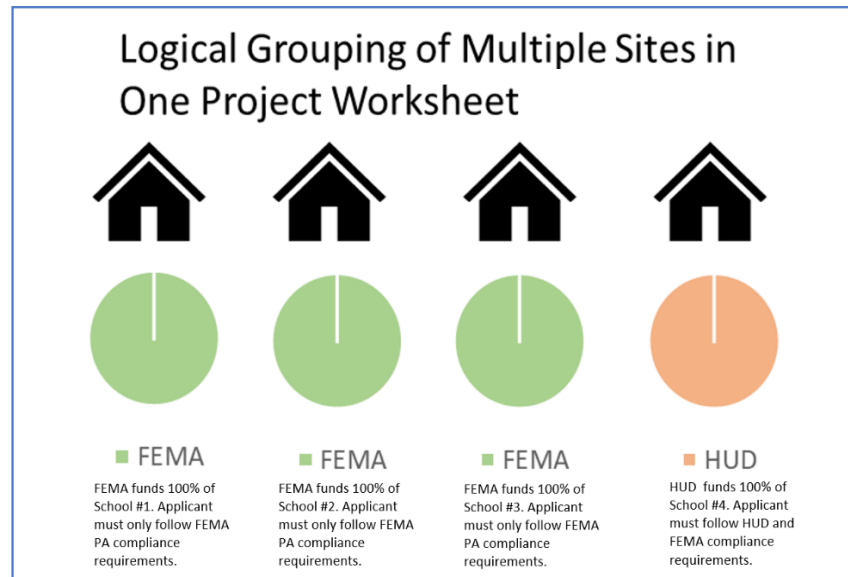 Logical Grouping of Multiple Sites in
One Project Worksheet
FEMA
FEMA funds 100% of
School #1. Applicant
must only follow FEMA
PA compliance
requirements.
FEMA
FEMA funds 100% of
School #2. Applicant
must only follow FEMA
PA compliance
requirements.
FEMA
FEMA funds 100% of
School #3. Applicant
must only follow FEMA
PA compliance
requirements.
HUD
HUD funds 100% of
School #4. Applicant
must follow HUD and
FEMA compliance
requirements.